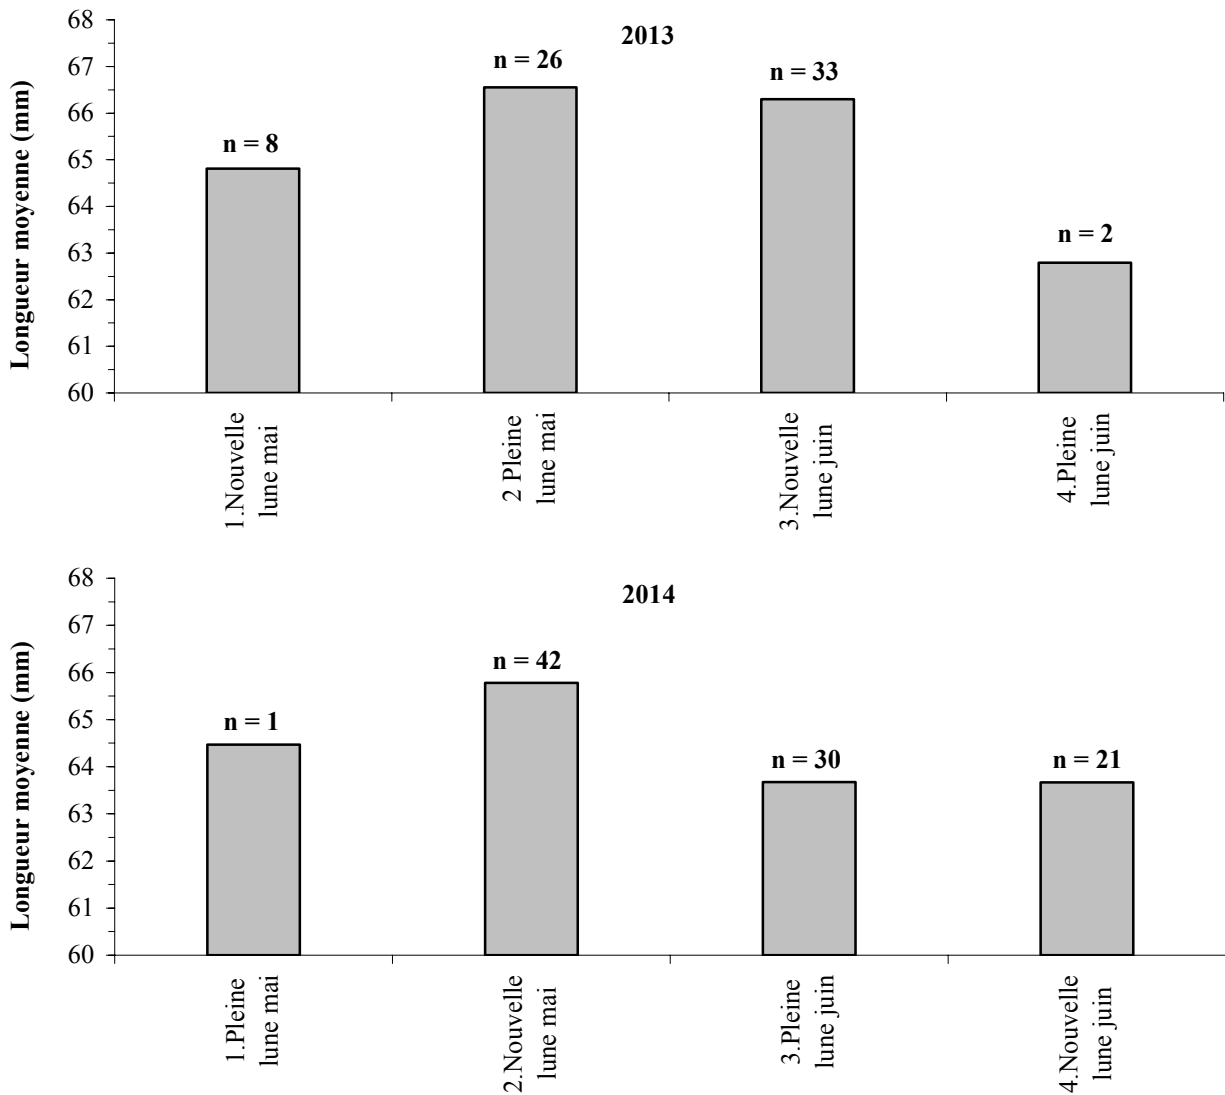 2013
Longueur moyenne (mm)
68
67
66
65
64
63
62
61
60
n = 8
n = 26
n = 33
n = 2
1.Nouvelle
lune mai
2 Pleine
lune mai
3.Nouvelle
lune juin
4.Pleine
lune juin
2014
Longueur moyenne (mm)
68
67
66
65
64
63
62
61
60
n = 1
n = 42
n = 30
n = 21
1.Pleine
lune mai
2.Nouvelle
lune mai
3.Pleine
lune juin
4.Nouvelle
lune juin